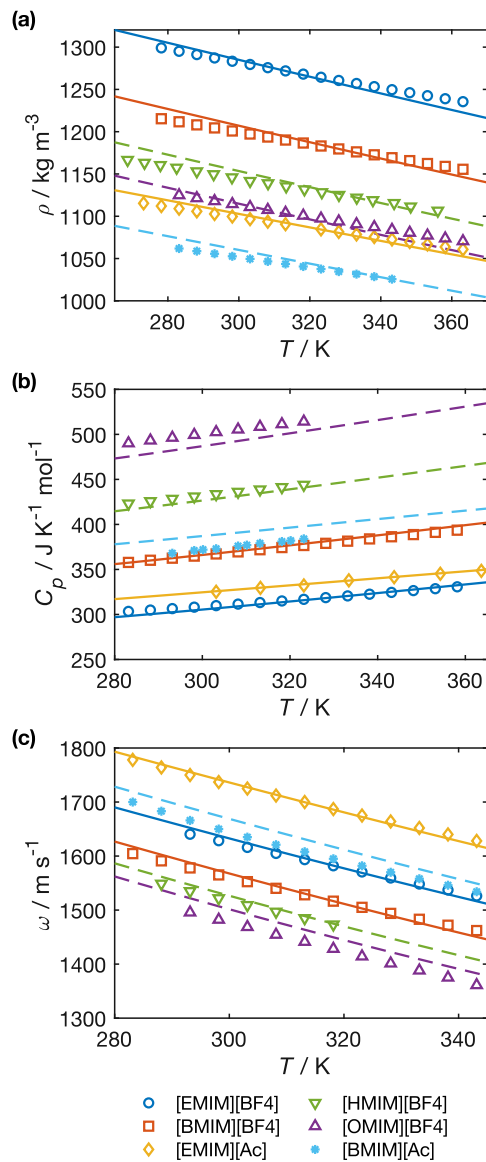 (a)
1300
1250
1200
1150
1100
1050
1000
ρ / kg m⁻³
280 300 320 340 360
T / K
(b)
550
500
450
400
350
300
250
C_p / J K⁻¹ mol⁻¹
280 300 320 340 360
T / K
(c)
1800
1700
1600
1500
1400
1300
ω / m s⁻¹
280 300 320 340
T / K
[EMIM][BF4] [HMIM][BF4]
[BMIM][BF4] [OMIM][BF4]
[EMIM][Ac] [BMIM][Ac]